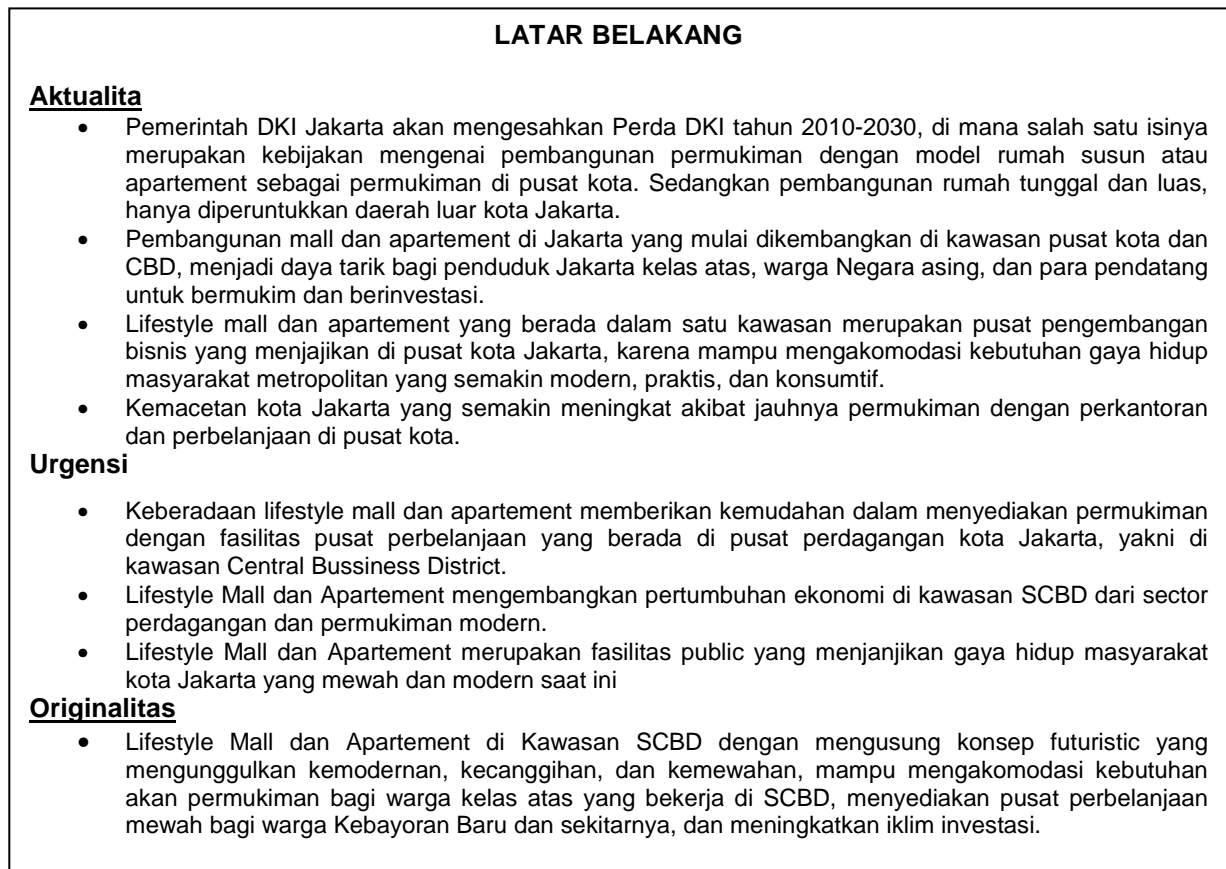 LATAR BELAKANG
Aktualita
• Pemerintah DKI Jakarta akan mengesahkan Perda DKI tahun 2010-2030, di mana salah satu isinya
merupakan kebijakan mengenai pembangunan permukiman dengan model rumah susun atau
apartement sebagai permukiman di pusat kota. Sedangkan pembangunan rumah tunggal dan luas,
hanya diperuntukkan daerah luar kota Jakarta.
• Pembangunan mall dan apartement di Jakarta yang mulai dikembangkan di kawasan pusat kota dan
CBD, menjadi daya tarik bagi penduduk Jakarta kelas atas, warga Negara asing, dan para pendatang
untuk bermukim dan berinvestasi.
• Lifestyle mall dan apartement yang berada dalam satu kawasan merupakan pusat pengembangan
bisnis yang menjajikan di pusat kota Jakarta, karena mampu mengakomodasi kebutuhan gaya hidup
masyarakat metropolitan yang semakin modern, praktis, dan konsumtif.
• Kemacetan kota Jakarta yang semakin meningkat akibat jauhnya permukiman dengan perkantoran
dan perbelanjaan di pusat kota.
Urgensi
• Keberadaan lifestyle mall dan apartement memberikan kemudahan dalam menyediakan permukiman
dengan fasilitas pusat perbelanjaan yang berada di pusat perdagangan kota Jakarta, yakni di
kawasan Central Bussiness District.
• Lifestyle Mall dan Apartement mengembangkan pertumbuhan ekonomi di kawasan SCBD dari sector
perdagangan dan permukiman modern.
• Lifestyle Mall dan Apartement merupakan fasilitas public yang menjanjikan gaya hidup masyarakat
kota Jakarta yang mewah dan modern saat ini
Originalitas
• Lifestyle Mall dan Apartement di Kawasan SCBD dengan mengusung konsep futuristic yang
mengunggulkan kemodernan, kecanggihan, dan kemewahan, mampu mengakomodasi kebutuhan
akan permukiman bagi warga kelas atas yang bekerja di SCBD, menyediakan pusat perbelanjaan
mewah bagi warga Kebayoran Baru dan sekitarnya, dan meningkatkan iklim investasi.